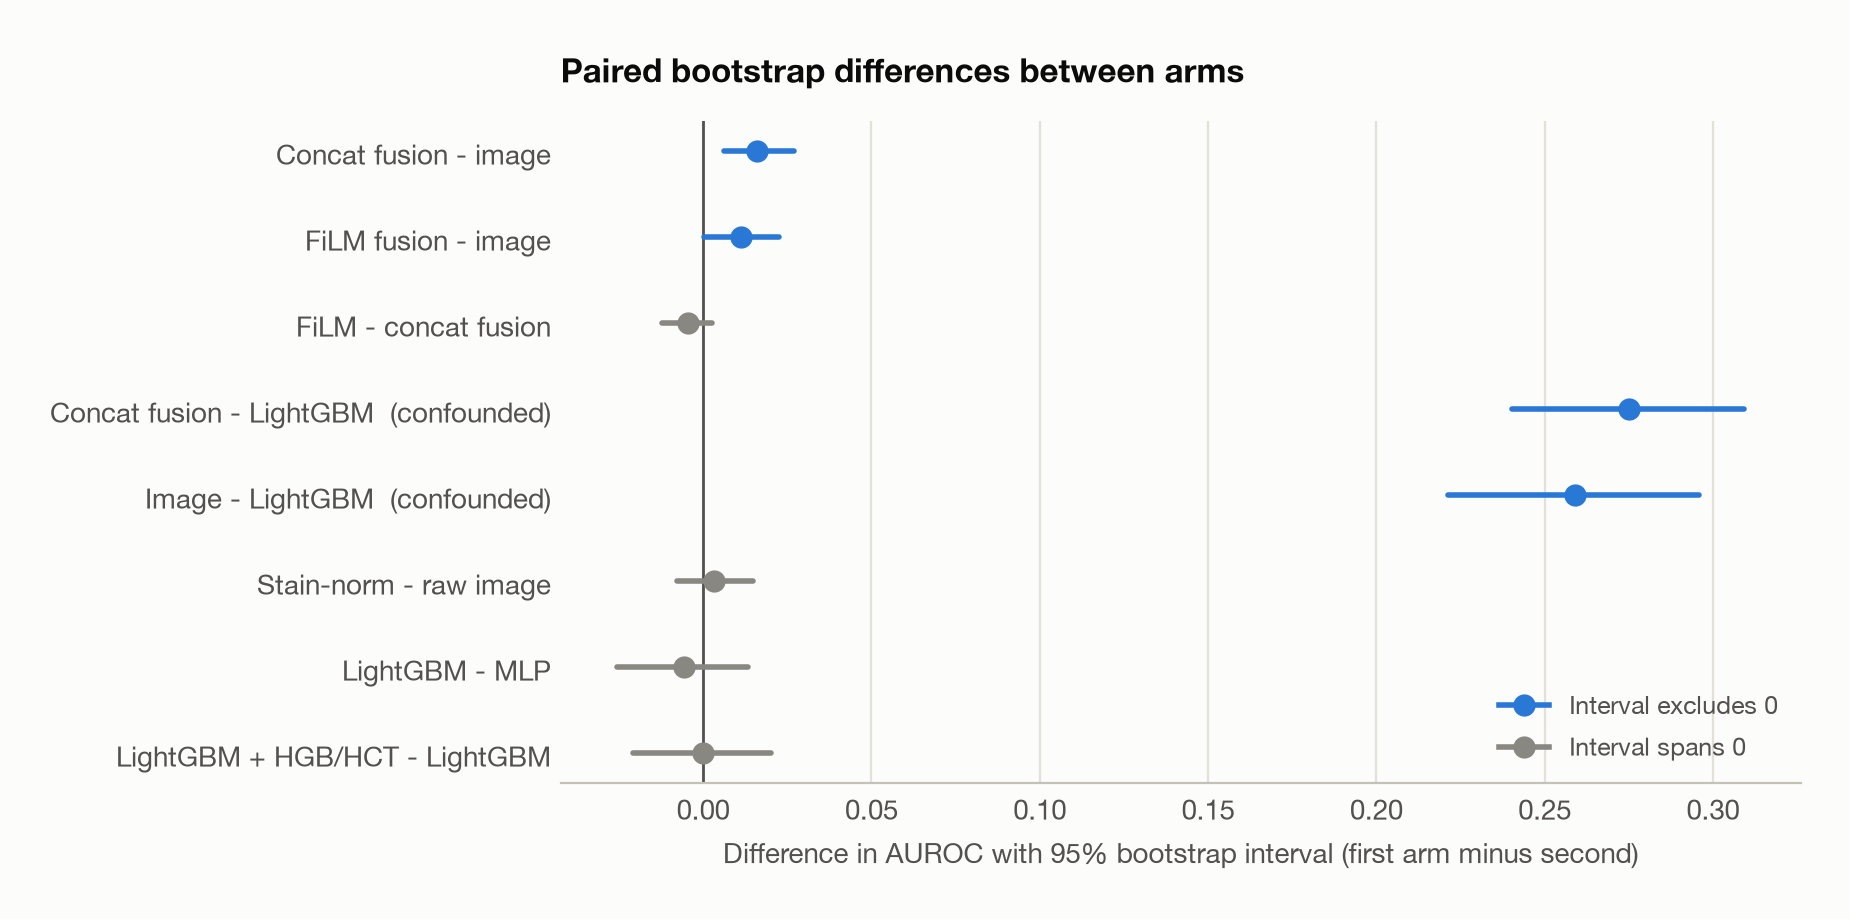 Paired bootstrap differences between arms
Concat fusion - image
FiLM fusion - image
FiLM - concat fusion
Concat fusion - LightGBM (confounded)
Image - LightGBM (confounded)
Stain-norm - raw image
LightGBM - MLP
LightGBM + HGB/HCT - LightGBM
Interval excludes 0
Interval spans 0
0.00 0.05 0.10 0.15 0.20 0.25 0.30
Difference in AUROC with 95% bootstrap interval (first arm minus second)